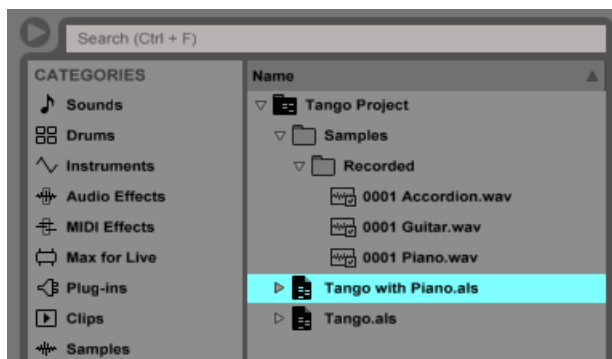 Search (Ctrl + F)
CATEGORIES
Sounds
Drums
Instruments
Audio Effects
MIDI Effects
Max for Live
Plug-ins
Clips
Samples
Name
Tango Project
Samples
Recorded
0001 Accordion.wav
0001 Guitar.wav
0001 Piano.wav
Tango with Piano.als
Tango.als